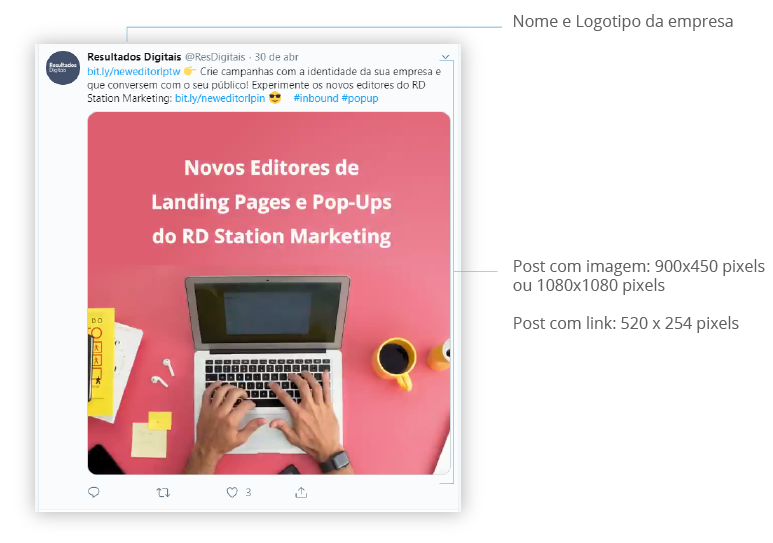 Nome e Logotipo da empresa
Resultados
Digitais
Resultados Digitais @ResDigitais · 30 de abr
bit.ly/neweditorlptw 👉 Crie campanhas com a identidade da sua empresa e
que conversem com o seu público! Experimente os novos editores do RD
Station Marketing: bit.ly/neweditorlpin 😎 #inbound #popup
Novos Editores de
Landing Pages e Pop-Ups
do RD Station Marketing
Post com imagem: 900x450 pixels
ou 1080x1080 pixels
Post com link: 520 x 254 pixels
DO
A
A
3